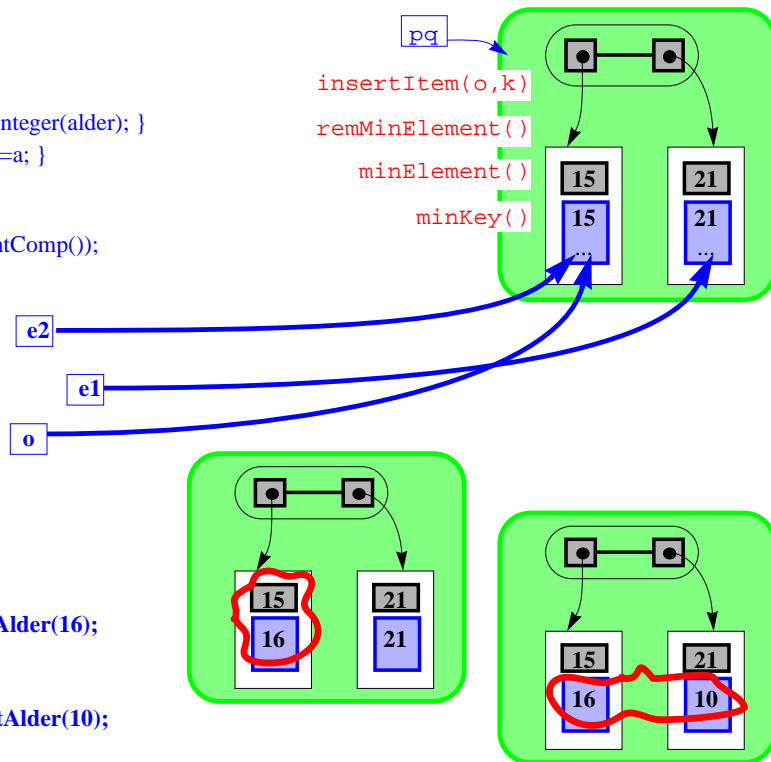 pq
insertItem(o,k)
nteger(alder); }
remMinElement()
=a; }
minElement()
15 21
minKey()
15 21
ntComp());
... ...
e2
e1
o
15 21
Alder(16);
16 21
15 21
16 10
tAlder(10);